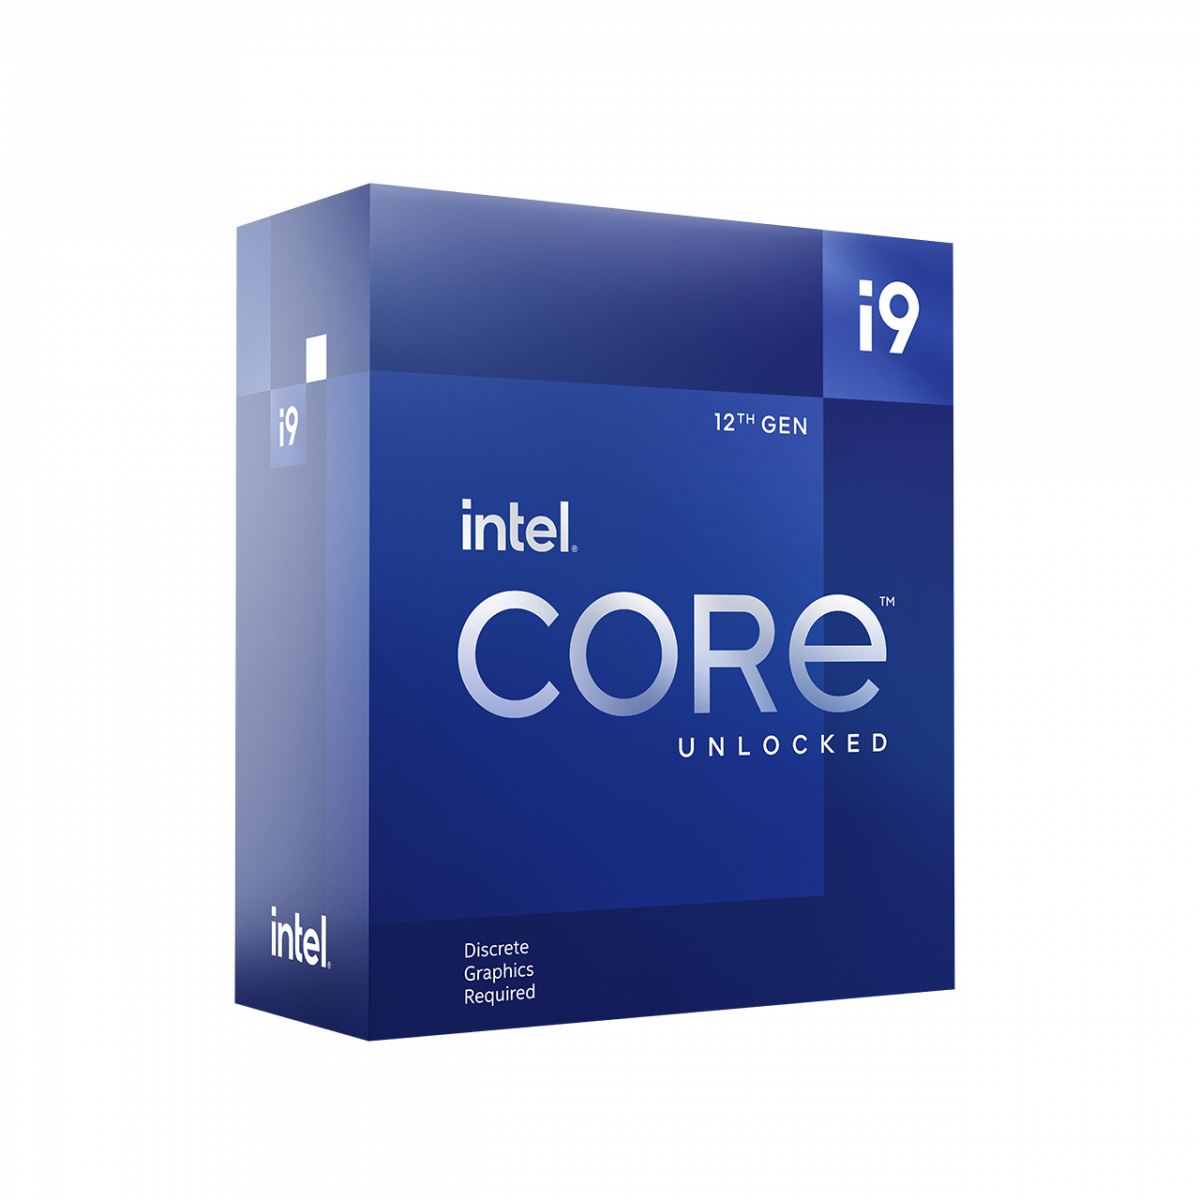 i9
12TH GEN
intel®
CORe™
UNLOCKED
Discrete
Graphics
Required
i9
intel®